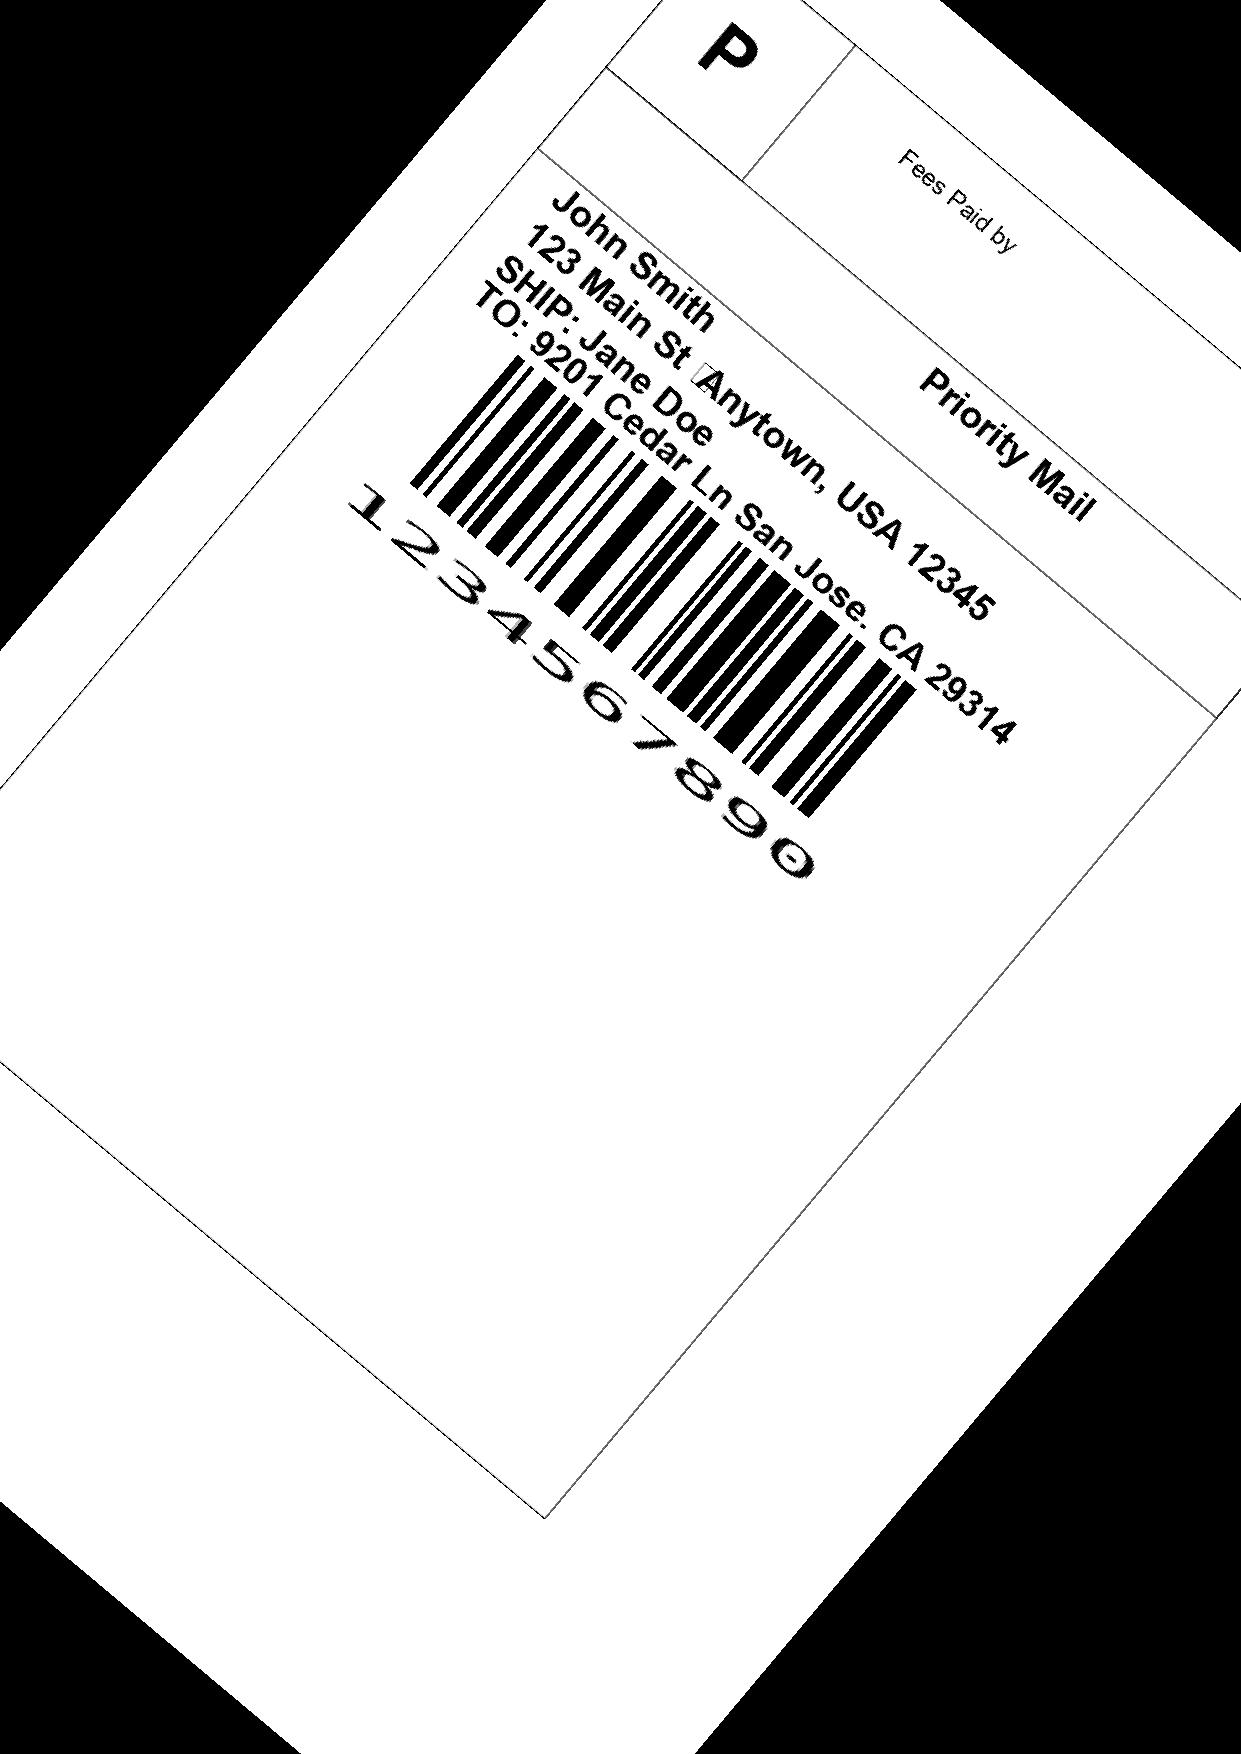 P
Fees Paid by
Priority Mail
John Smith
123 Main St Anytown, USA 12345
SHIP: Jane Doe
TO: 9201 Cedar Ln San Jose. CA 29314
1234567890